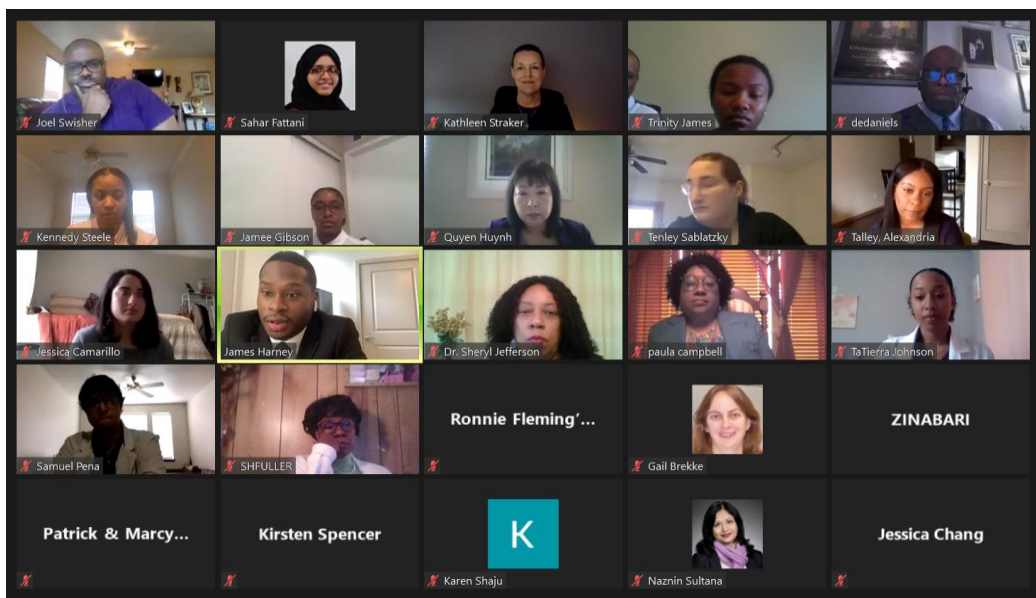 Joel Swisher
Sahar Fattani
Kathleen Straker
Trinity James
dedaniels
Kennedy Steele
Jamee Gibson
Quyen Huynh
Tenley Sablatzky
Talley, Alexandria
Jessica Camarillo
James Harney
Dr. Sheryl Jefferson
paula campbell
TaTierra Johnson
Samuel Pena
SHFULLER
Ronnie Fleming’...
Gail Brekke
ZINABARI
Patrick & Marcy...
Kirsten Spencer
K
Karen Shaju
Naznin Sultana
Jessica Chang